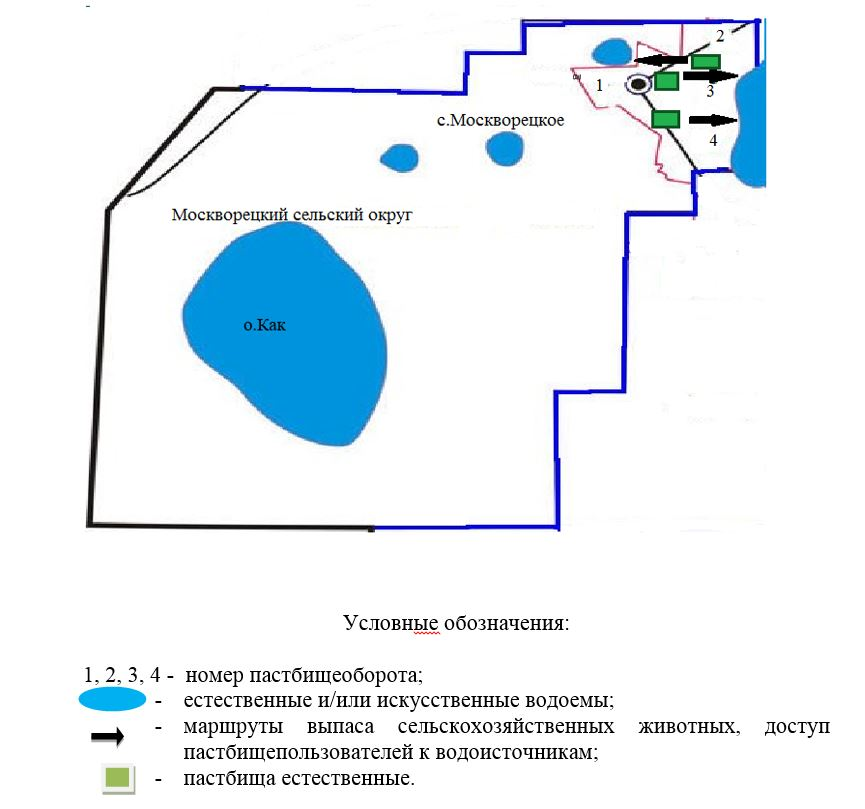 2
1
3
с.Москворецкое
4
Москворецкий сельский округ
о.Как
Условные обозначения:
1, 2, 3, 4 - номер пастбищеоборота;
- естественные и/или искусственные водоемы;
- маршруты выпаса сельскохозяйственных животных, доступ
пастбищепользователей к водоисточникам;
- пастбища естественные.